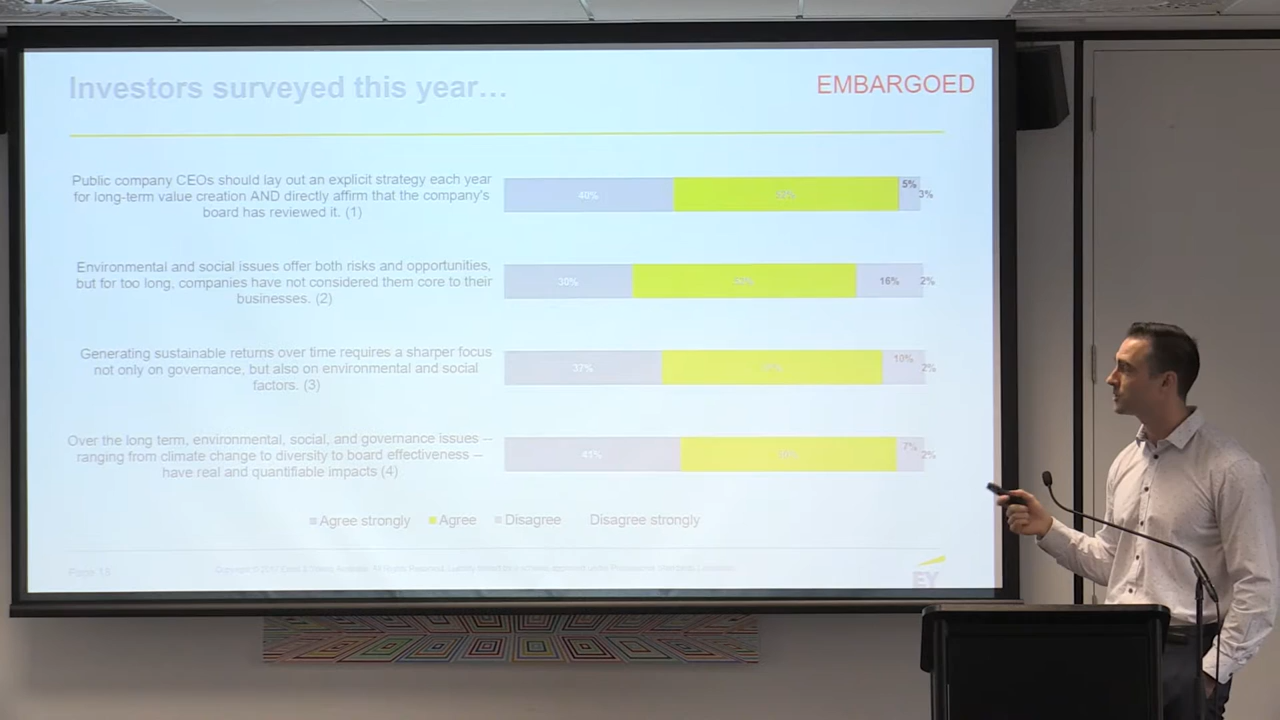 Investors surveyed this year…
EMBARGOED
Public company CEOs should lay out an explicit strategy each year
for long-term value creation AND directly affirm that the company's
board has reviewed it. (1)
40%
52%
5%
3%
Environmental and social issues offer both risks and opportunities,
but for too long, companies have not considered them core to their
businesses. (2)
30%
16%
2%
Generating sustainable returns over time requires a sharper focus
not only on governance, but also on environmental and social
factors. (3)
37%
10%
2%
Over the long term, environmental, social, and governance issues –
ranging from climate change to diversity to board effectiveness –
have real and quantifiable impacts (4)
41%
7%
2%
Agree strongly
Agree
Disagree
Disagree strongly
Page 18
EY